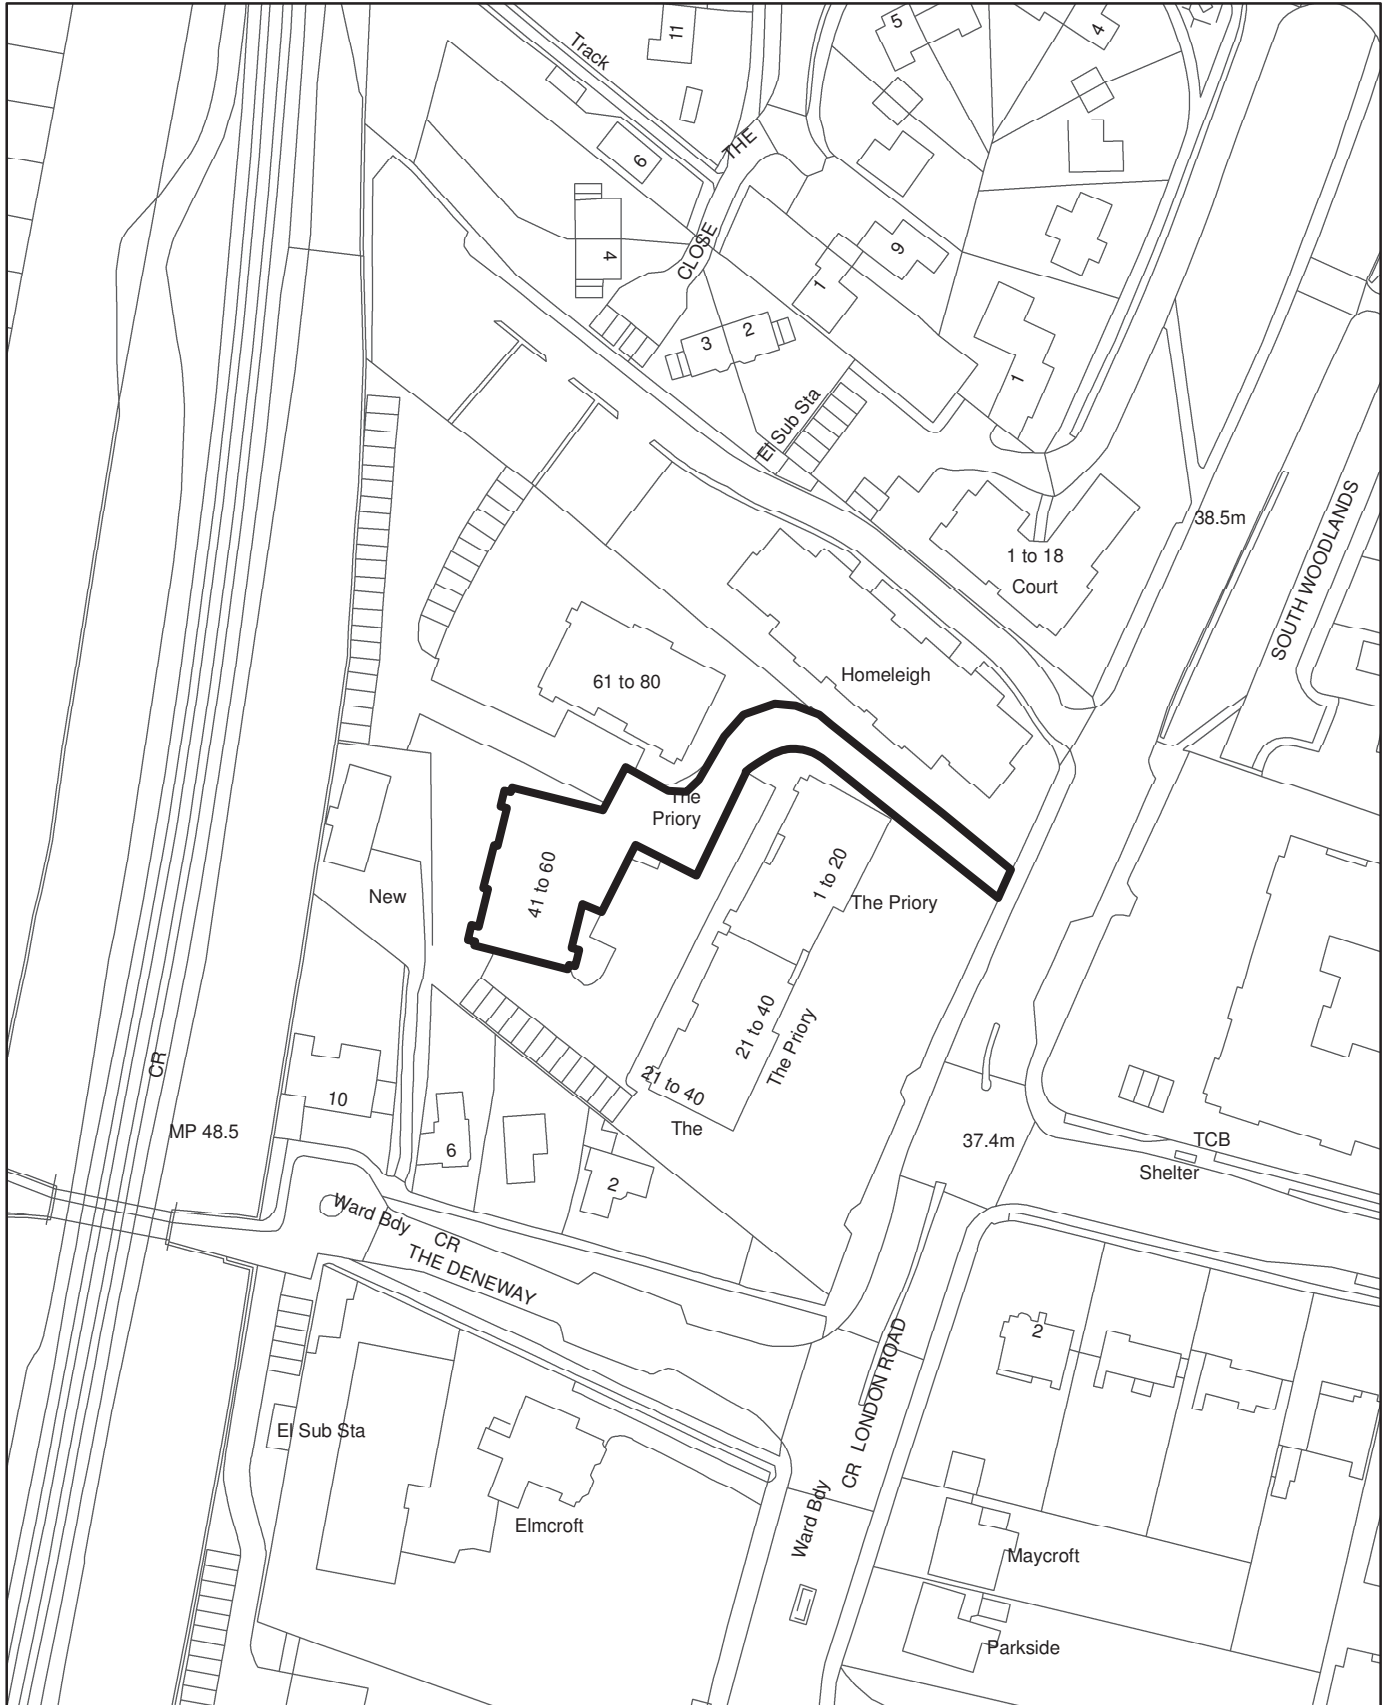 Track
11
5
4
6
THE
CLOSE
4
9
1
3
2
1
El Sub Sta
38.5m
SOUTH WOODLANDS
1 to 18
Court
Homeleigh
61 to 80
The
Priory
41 to 60
1 to 20
The Priory
New
21 to 40
The Priory
CR
10
21 to 40
The
MP 48.5
6
2
37.4m
TCB
Shelter
Ward Bdy
CR
THE DENEWAY
2
CR LONDON ROAD
El Sub Sta
Elmcroft
Ward Bdy
Maycroft
Parkside